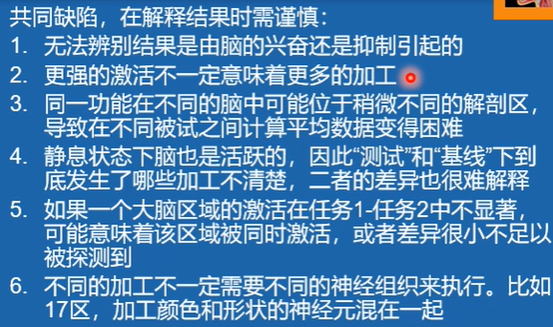 共同缺陷，在解释结果时需谨慎：
1. 无法辨别结果是由脑的兴奋还是抑制引起的
2. 更强的激活不一定意味着更多的加工
3. 同一功能在不同的脑中可能位于稍微不同的解剖区，
导致在不同被试之间计算平均数据变得困难
4. 静息状态下脑也是活跃的，因此“测试”和“基线”下到
底发生了哪些加工不清楚，二者的差异也很难解释
5. 如果一个大脑区域的激活在任务1-任务2中不显著，
可能意味着该区域被同时激活，或者差异很小不足以
被探测到
6. 不同的加工不一定需要不同的神经组织来执行。比如
17区，加工颜色和形状的神经元混在一起